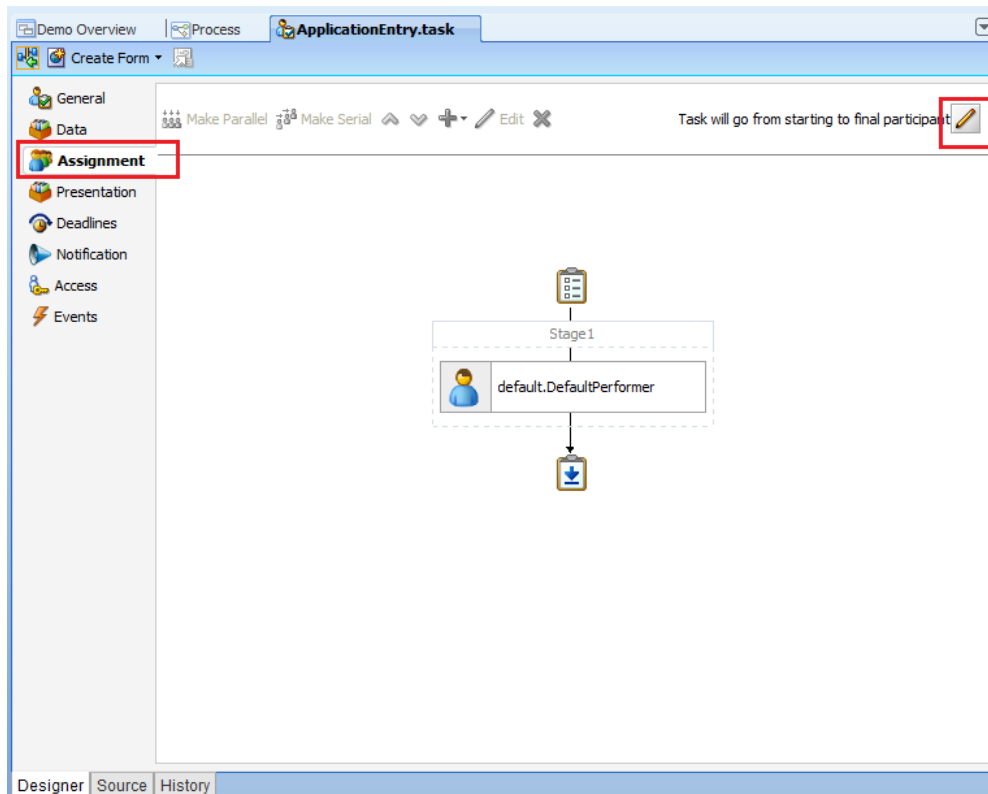 Demo Overview
Process
ApplicationEntry.task
Create Form
General
Data
Assignment
Presentation
Deadlines
Notification
Access
Events
Make Parallel Make Serial Edit Task will go from starting to final participant
Stage1
default.DefaultPerformer
Designer Source History